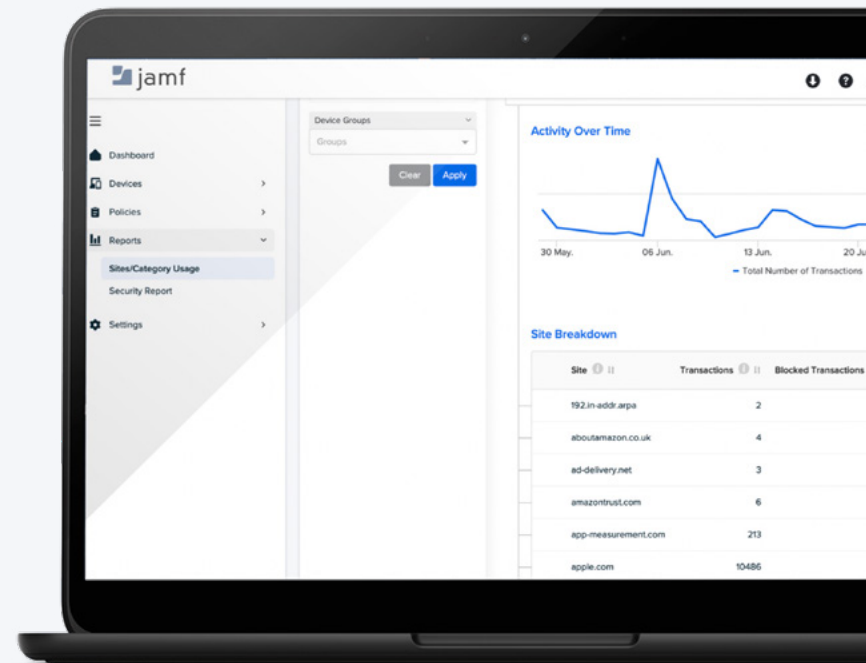 jamf
Dashboard
Devices
Policies
Reports
Sites/Category Usage
Security Report
Settings
Device Groups
Groups
Clear
Apply
Activity Over Time
30 May.
06 Jun.
13 Jun.
Total Number of Transactions
Site Breakdown
Site Transactions Blocked Transactions
192.in-addr.arpa 2
aboutamazon.co.uk 4
ad-delivery.net 3
amazontrust.com 6
app-measurement.com 213
apple.com 10486